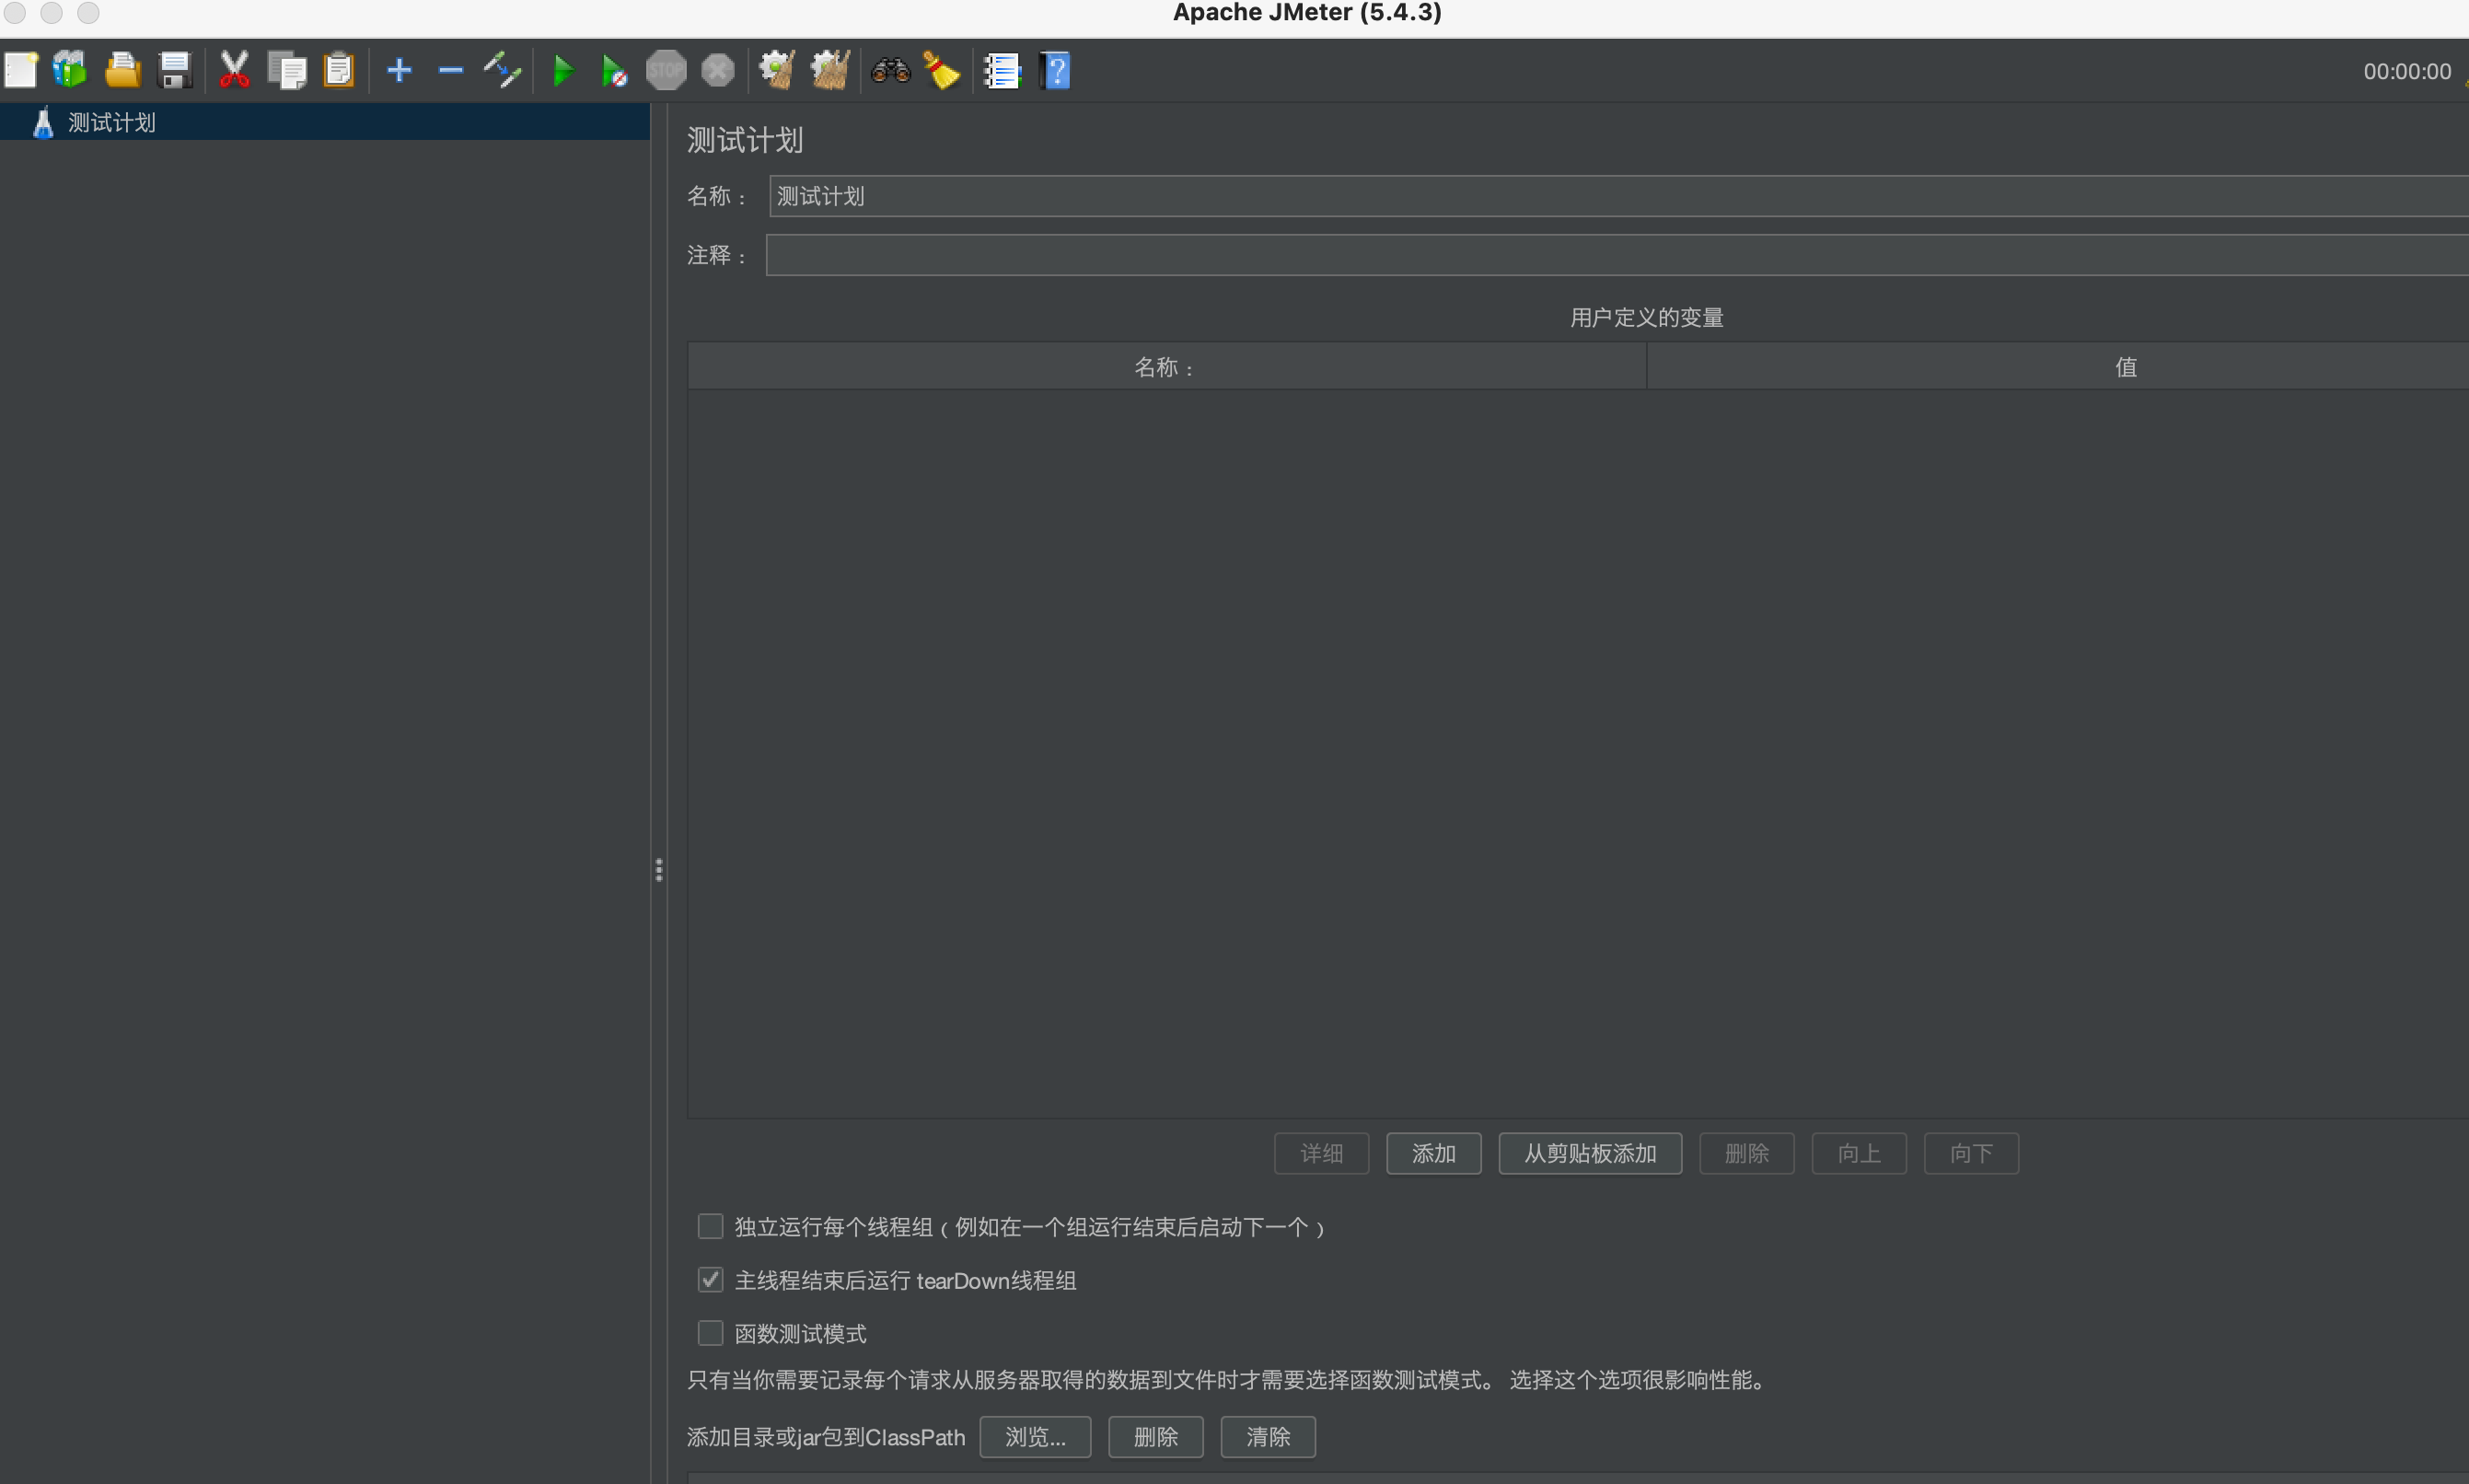 Apache JMeter (5.4.3)
STOP
00:00:00
测试计划
测试计划
名称：
测试计划
注释：
用户定义的变量
名称：
值
详细
添加
从剪贴板添加
删除
向上
向下
独立运行每个线程组（例如在一个组运行结束后启动下一个）
主线程结束后运行 tearDown线程组
函数测试模式
只有当你需要记录每个请求从服务器取得的数据到文件时才需要选择函数测试模式。 选择这个选项很影响性能。
添加目录或jar包到ClassPath
浏览...
删除
清除